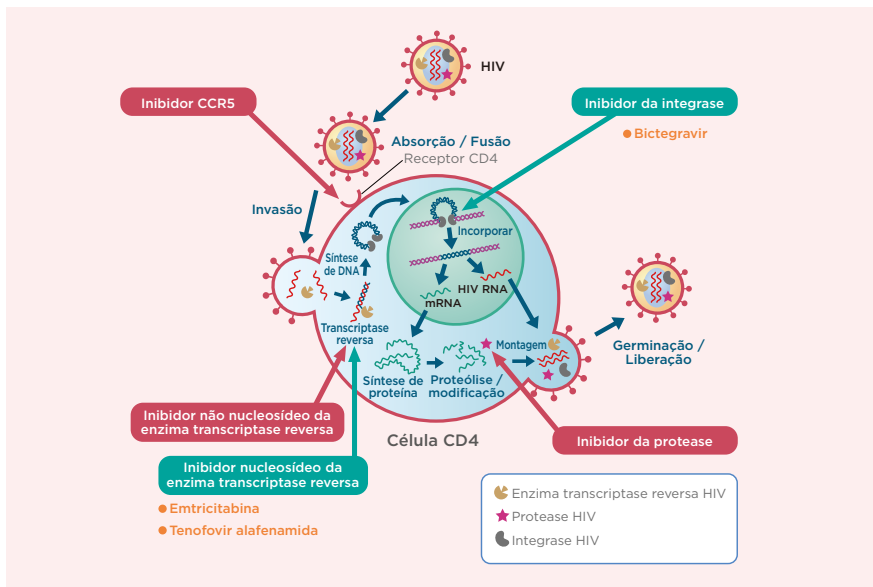 HIV
Inibidor CCR5
Inibidor da integrase
Bictegravir
Absorção / Fusão
Receptor CD4
Invasão
Incorporar
Síntese
de DNA
HIV RNA
mRNA
Transcriptase
reversa
Montagem
Germinação /
Liberação
Síntese de
proteína
Proteólise /
modificação
Inibidor não nucleosídeo da
enzima transcriptase reversa
Célula CD4
Inibidor da protease
Inibidor nucleosídeo da
enzima transcriptase reversa
Emtricitabina
Tenofovir alafenamida
Enzima transcriptase reversa HIV
Protease HIV
Integrase HIV